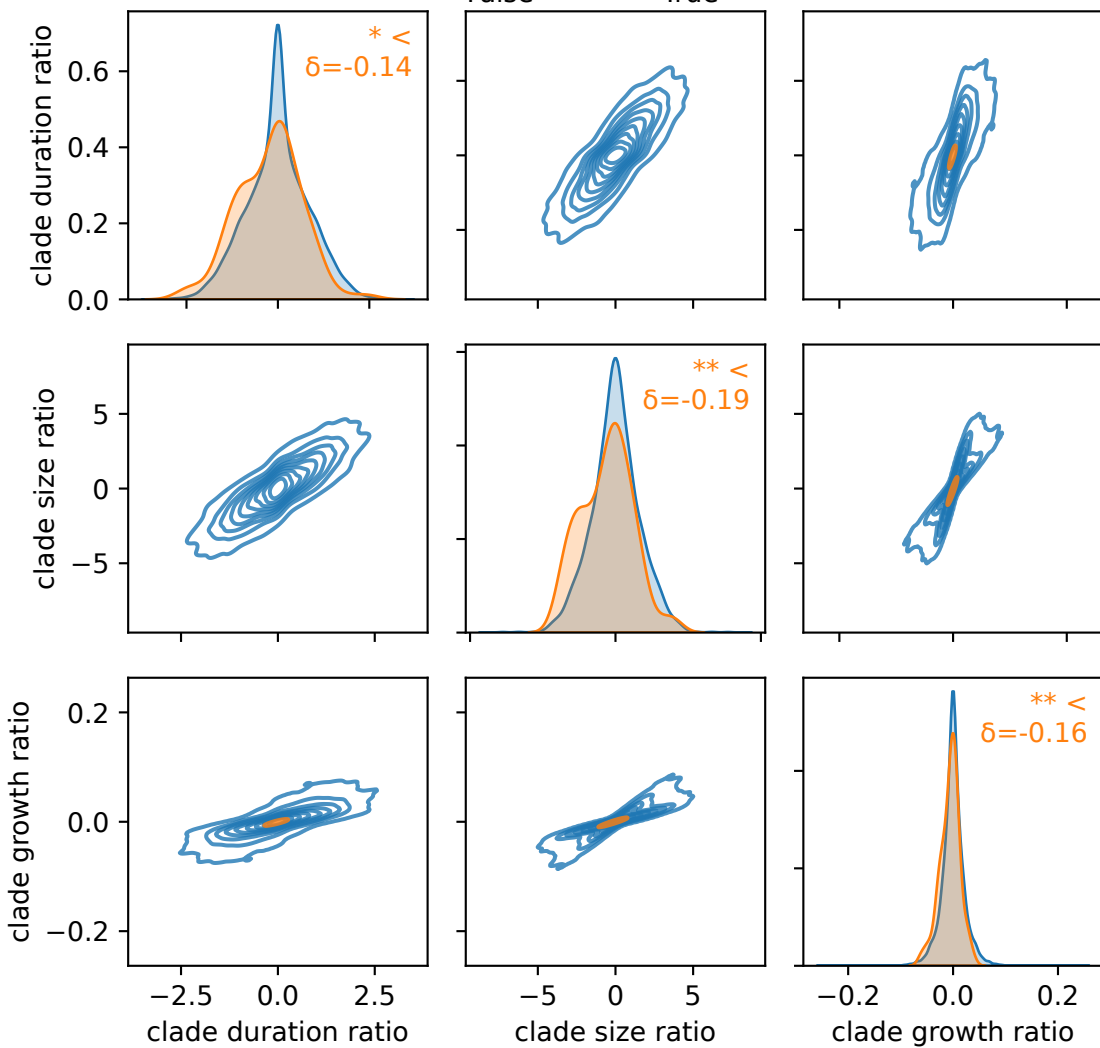 clade duration ratio
0.6
0.4
0.2
0.0
* <
δ=-0.14
clade size ratio
5
0
−5
** <
δ=-0.19
clade growth ratio
0.2
0.0
−0.2
** <
δ=-0.16
−2.5 0.0 2.5
clade duration ratio
−5 0 5
clade size ratio
−0.2 0.0 0.2
clade growth ratio